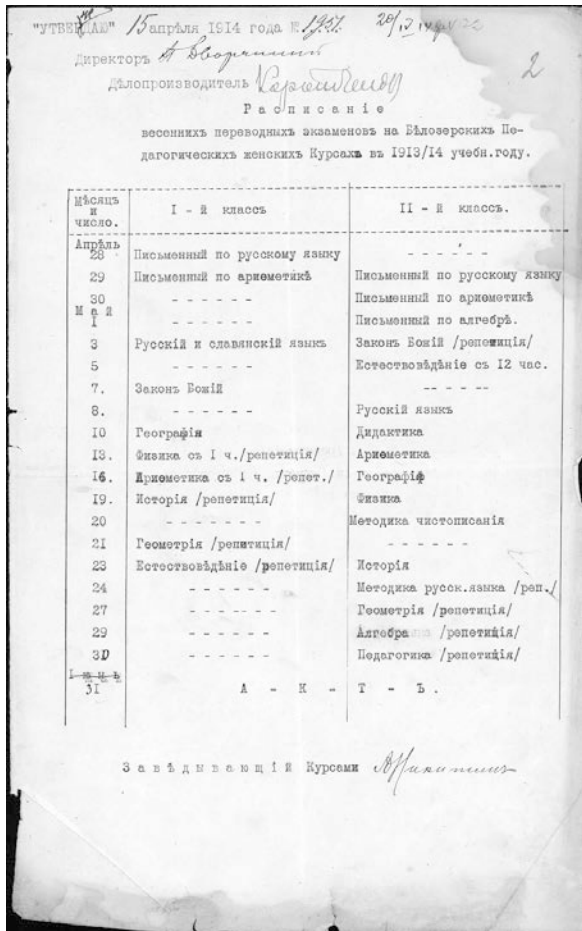 "УТВЕРЖДАЮ" 15 апрѣля 1914 года № 1957.
2
Директоръ
Дѣлопроизводитель
Расписаніе
весеннихъ переводныхъ экзаменовъ на Бѣлозерскихъ Пе-
дагогическихъ женскихъ Курсахъ въ 1913/14 учебн.году.
Мѣсяцъ и число. I - й классъ II - й классъ.
Апрѣль
28 Письменный по русскому языку - - - - - -
29 Письменный по ариѳметикѣ Письменный по русскому языку
30 - - - - - - Письменный по ариѳметикѣ
Май
I - - - - - - Письменный по алгебрѣ.
3 Русскій и славянскій языкъ Законъ Божій /репетиція/
5 - - - - - - Естествовѣдѣніе съ 12 час.
7. Законъ Божій -- - - --
8. - - - - - - Русскій языкъ
10 Географія Дидактика
13. Физика съ I ч./репетиція/ Ариѳметика
16. Ариѳметика съ 1 ч. /репет./ Географія
19. Исторія /репетиція/ Физика
20 - - - - - - - Методика чистописанія
21 Геометрія /репетиція/ - - - - - -
23 Естествовѣдѣніе /репетиція/ Исторія
24 - - - - - - Методика русск.языка /реп./
27 - - - - - - Геометрія /репетиція/
29 - - - - - - Алгебра /репетиція/
30 - - - - - - Педагогика /репетиція/
Іюнь
31 А - К - Т - Ъ.
Завѣдывающій Курсами